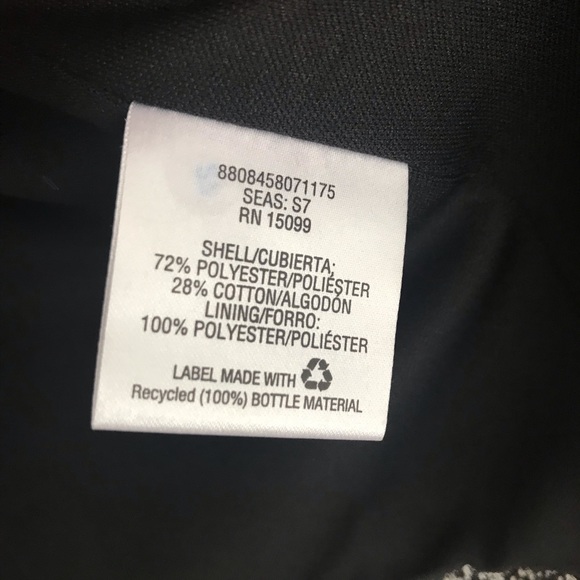 8808458071175
SEAS: S7
RN 15099
SHELL/CUBIERTA:
72% POLYESTER/POLIÉSTER
28% COTTON/ALGODÓN
LINING/FORRO:
100% POLYESTER/POLIÉSTER
LABEL MADE WITH
Recycled (100%) BOTTLE MATERIAL